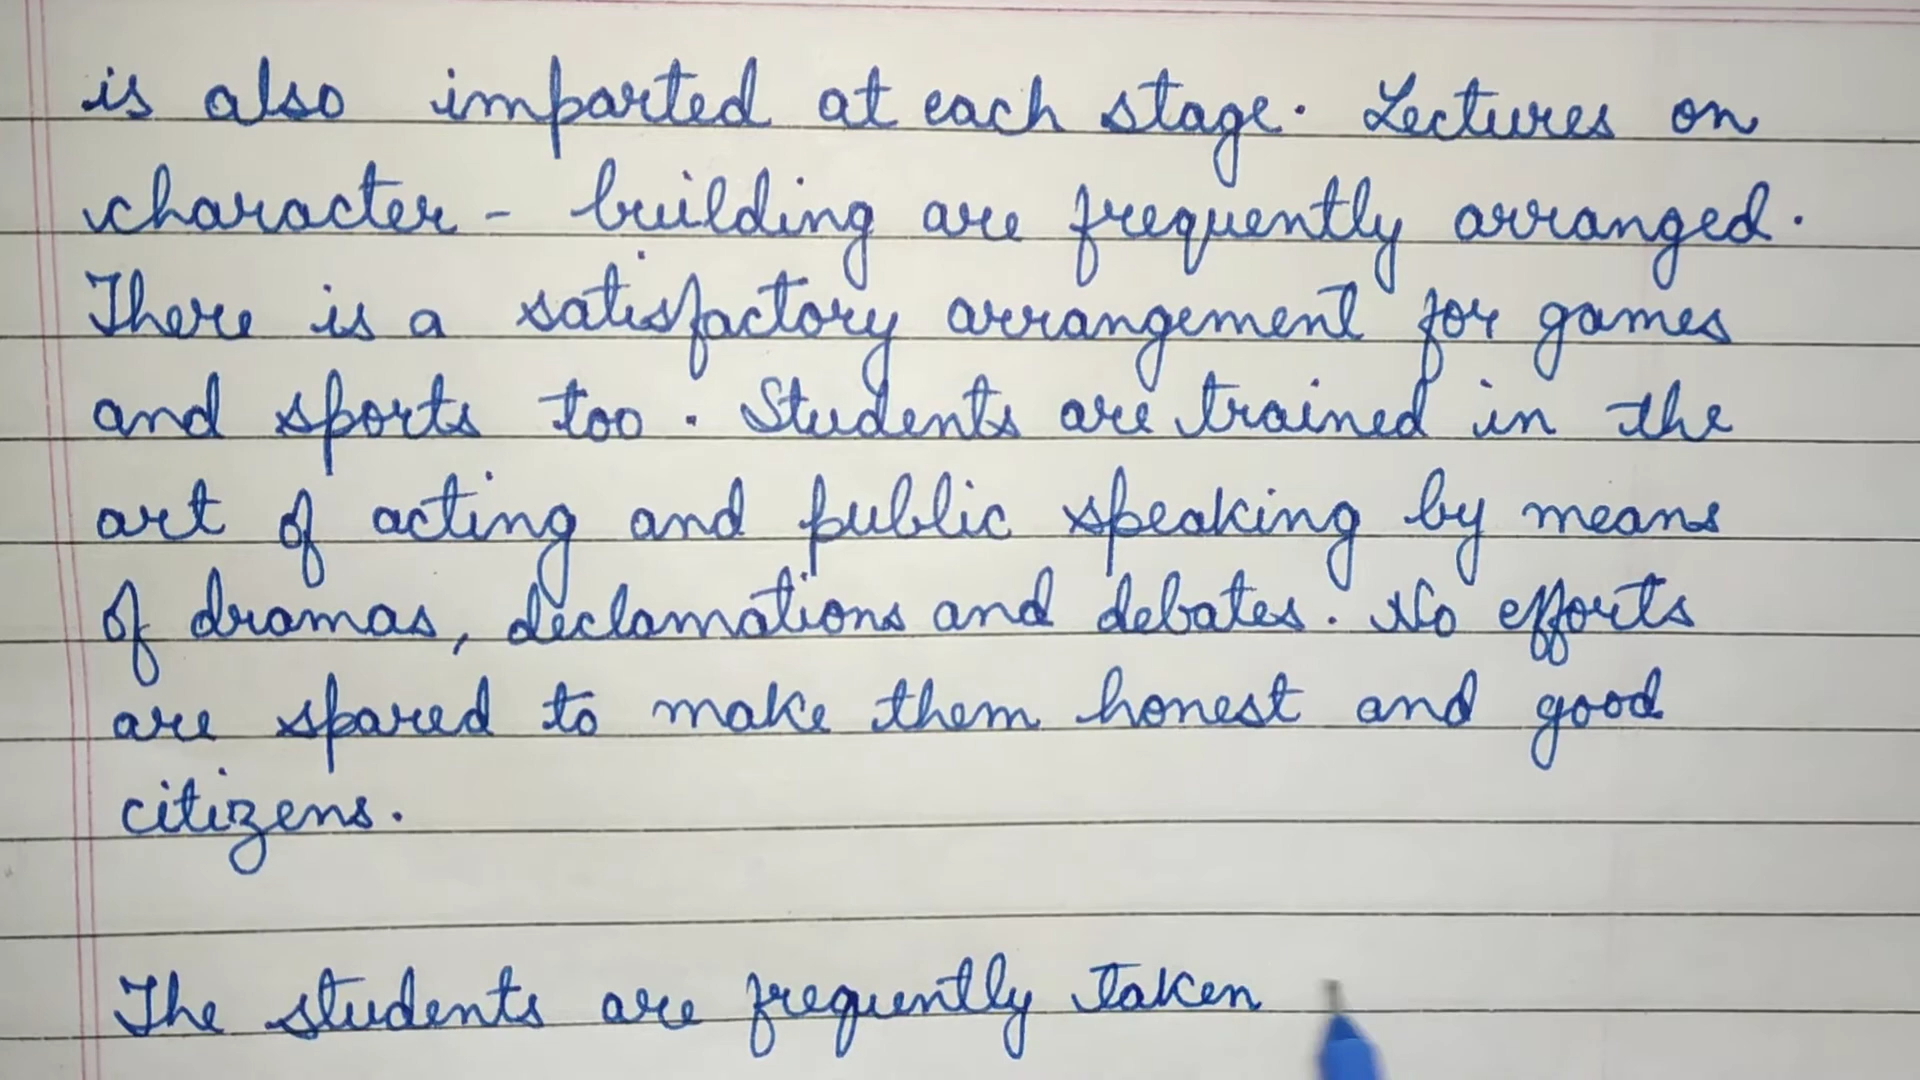 is also imparted at each stage. Lectures on
character - building are frequently arranged.
There is a satisfactory arrangement for games
and sports too. Students are trained in the
art of acting and public speaking by means
of dramas, declamations and debates. No efforts
are spared to make them honest and good
citizens.
The students are frequently taken